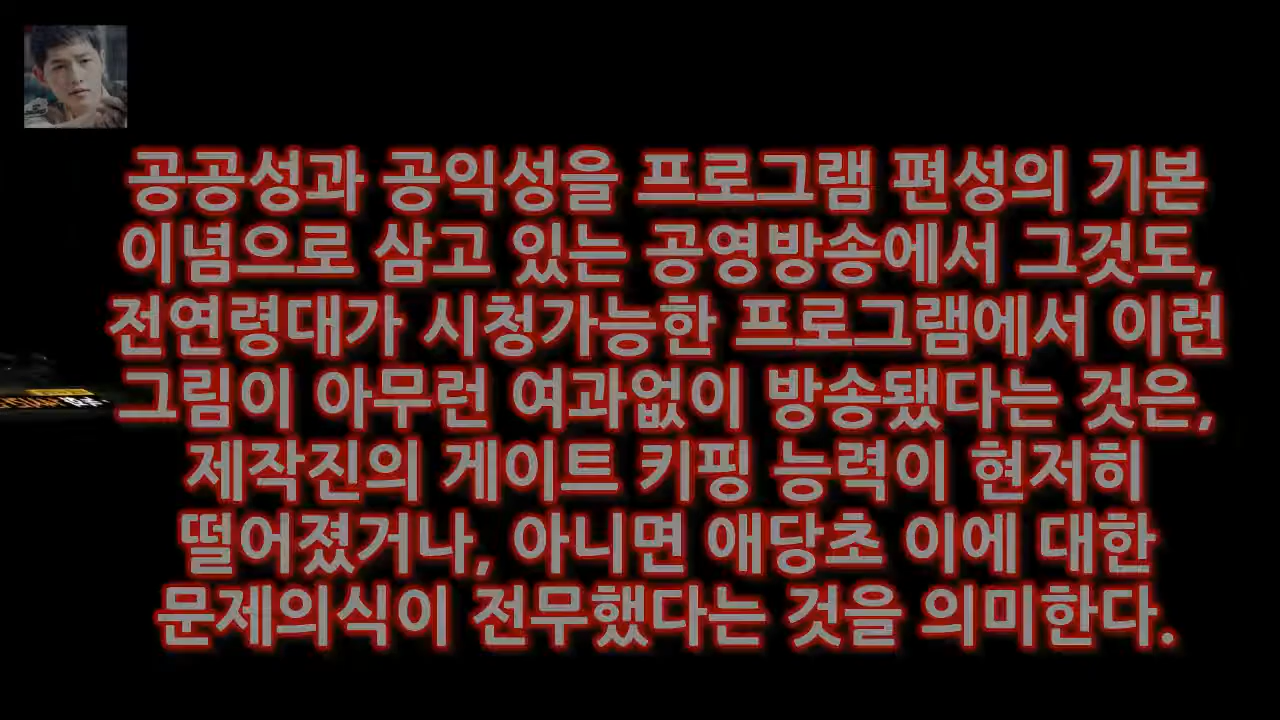 공공성과 공익성을 프로그램 편성의 기본
이념으로 삼고 있는 공영방송에서 그것도,
전연령대가 시청가능한 프로그램에서 이런
그림이 아무런 여과없이 방송됐다는 것은,
제작진의 게이트 키핑 능력이 현저히
떨어졌거나, 아니면 애당초 이에 대한
문제의식이 전무했다는 것을 의미한다.